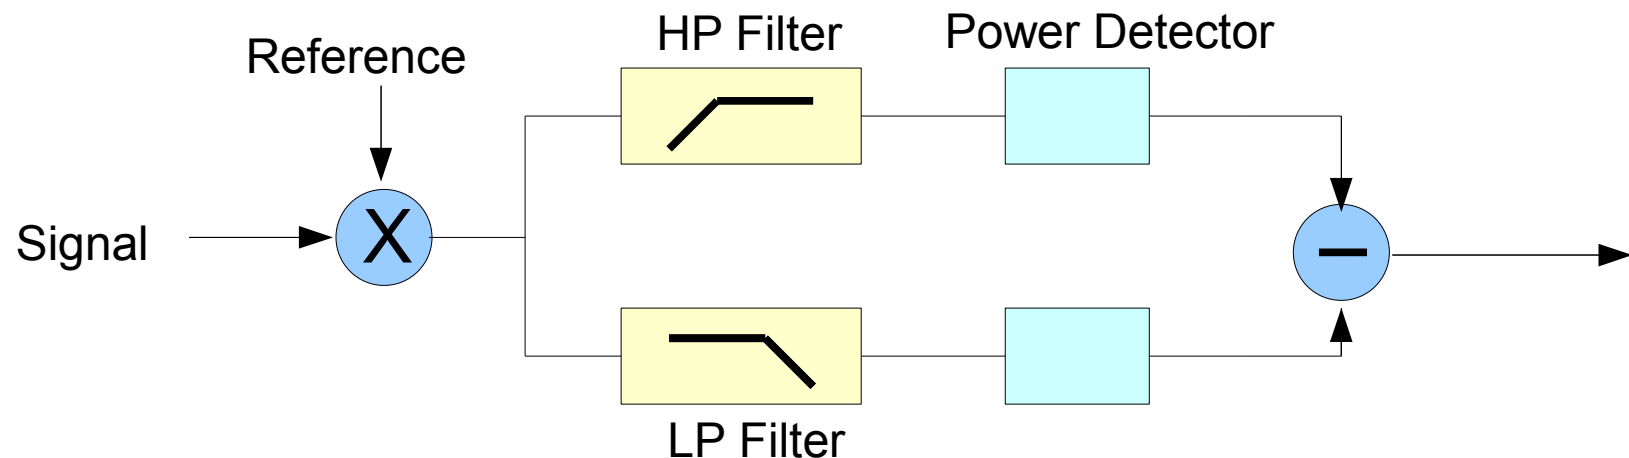 HP Filter
Power Detector
Reference
Signal
X
−
LP Filter